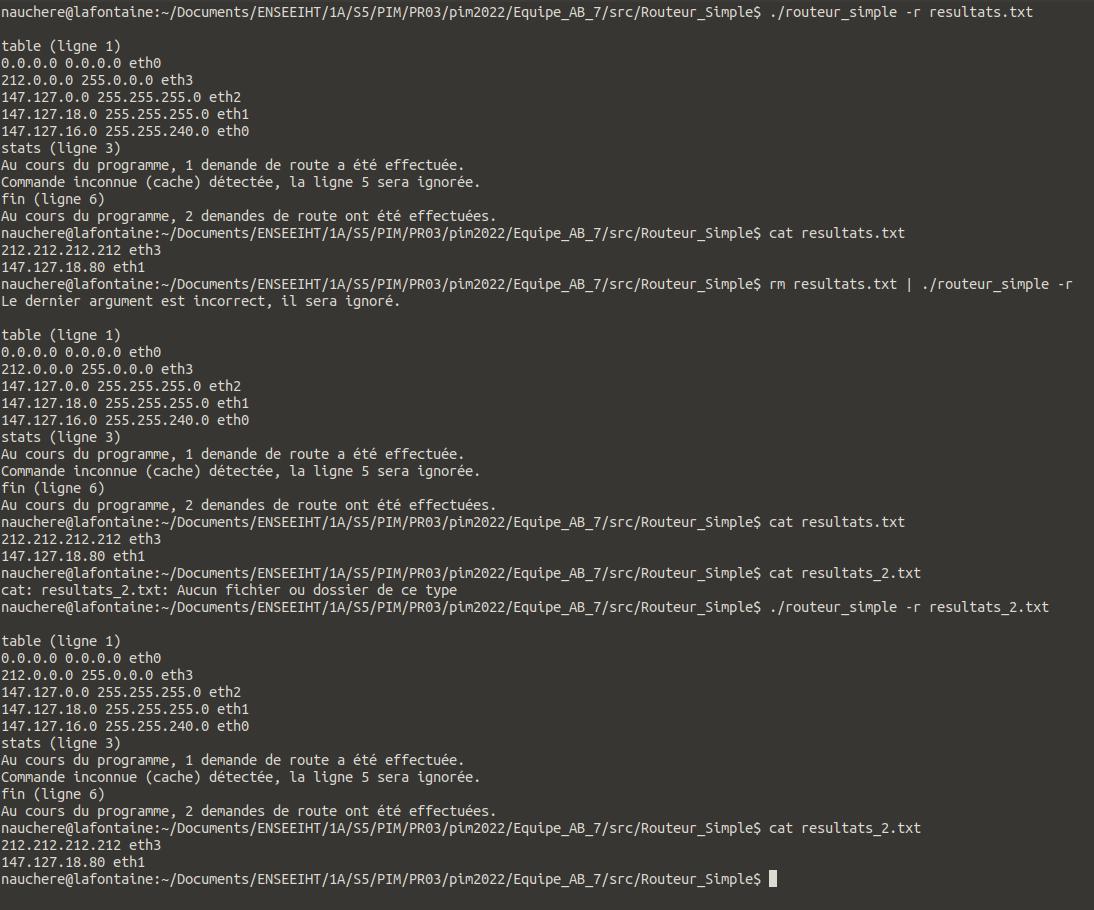 nauchere@lafontaine:~/Documents/ENSEEIHT/1A/S5/PIM/PR03/pim2022/Equipe_AB_7/src/Routeur_Simple$ ./routeur_simple -r resultats.txt
table (ligne 1)
0.0.0.0 0.0.0.0 eth0
212.0.0.0 255.0.0.0 eth3
147.127.0.0 255.255.255.0 eth2
147.127.18.0 255.255.255.0 eth1
147.127.16.0 255.255.240.0 eth0
stats (ligne 3)
Au cours du programme, 1 demande de route a été effectuée.
Commande inconnue (cache) détectée, la ligne 5 sera ignorée.
fin (ligne 6)
Au cours du programme, 2 demandes de route ont été effectuées.
nauchere@lafontaine:~/Documents/ENSEEIHT/1A/S5/PIM/PR03/pim2022/Equipe_AB_7/src/Routeur_Simple$ cat resultats.txt
212.212.212.212 eth3
147.127.18.80 eth1
nauchere@lafontaine:~/Documents/ENSEEIHT/1A/S5/PIM/PR03/pim2022/Equipe_AB_7/src/Routeur_Simple$ rm resultats.txt | ./routeur_simple -r
Le dernier argument est incorrect, il sera ignoré.
table (ligne 1)
0.0.0.0 0.0.0.0 eth0
212.0.0.0 255.0.0.0 eth3
147.127.0.0 255.255.255.0 eth2
147.127.18.0 255.255.255.0 eth1
147.127.16.0 255.255.240.0 eth0
stats (ligne 3)
Au cours du programme, 1 demande de route a été effectuée.
Commande inconnue (cache) détectée, la ligne 5 sera ignorée.
fin (ligne 6)
Au cours du programme, 2 demandes de route ont été effectuées.
nauchere@lafontaine:~/Documents/ENSEEIHT/1A/S5/PIM/PR03/pim2022/Equipe_AB_7/src/Routeur_Simple$ cat resultats.txt
212.212.212.212 eth3
147.127.18.80 eth1
nauchere@lafontaine:~/Documents/ENSEEIHT/1A/S5/PIM/PR03/pim2022/Equipe_AB_7/src/Routeur_Simple$ cat resultats_2.txt
cat: resultats_2.txt: Aucun fichier ou dossier de ce type
nauchere@lafontaine:~/Documents/ENSEEIHT/1A/S5/PIM/PR03/pim2022/Equipe_AB_7/src/Routeur_Simple$ ./routeur_simple -r resultats_2.txt
table (ligne 1)
0.0.0.0 0.0.0.0 eth0
212.0.0.0 255.0.0.0 eth3
147.127.0.0 255.255.255.0 eth2
147.127.18.0 255.255.255.0 eth1
147.127.16.0 255.255.240.0 eth0
stats (ligne 3)
Au cours du programme, 1 demande de route a été effectuée.
Commande inconnue (cache) détectée, la ligne 5 sera ignorée.
fin (ligne 6)
Au cours du programme, 2 demandes de route ont été effectuées.
nauchere@lafontaine:~/Documents/ENSEEIHT/1A/S5/PIM/PR03/pim2022/Equipe_AB_7/src/Routeur_Simple$ cat resultats_2.txt
212.212.212.212 eth3
147.127.18.80 eth1
nauchere@lafontaine:~/Documents/ENSEEIHT/1A/S5/PIM/PR03/pim2022/Equipe_AB_7/src/Routeur_Simple$